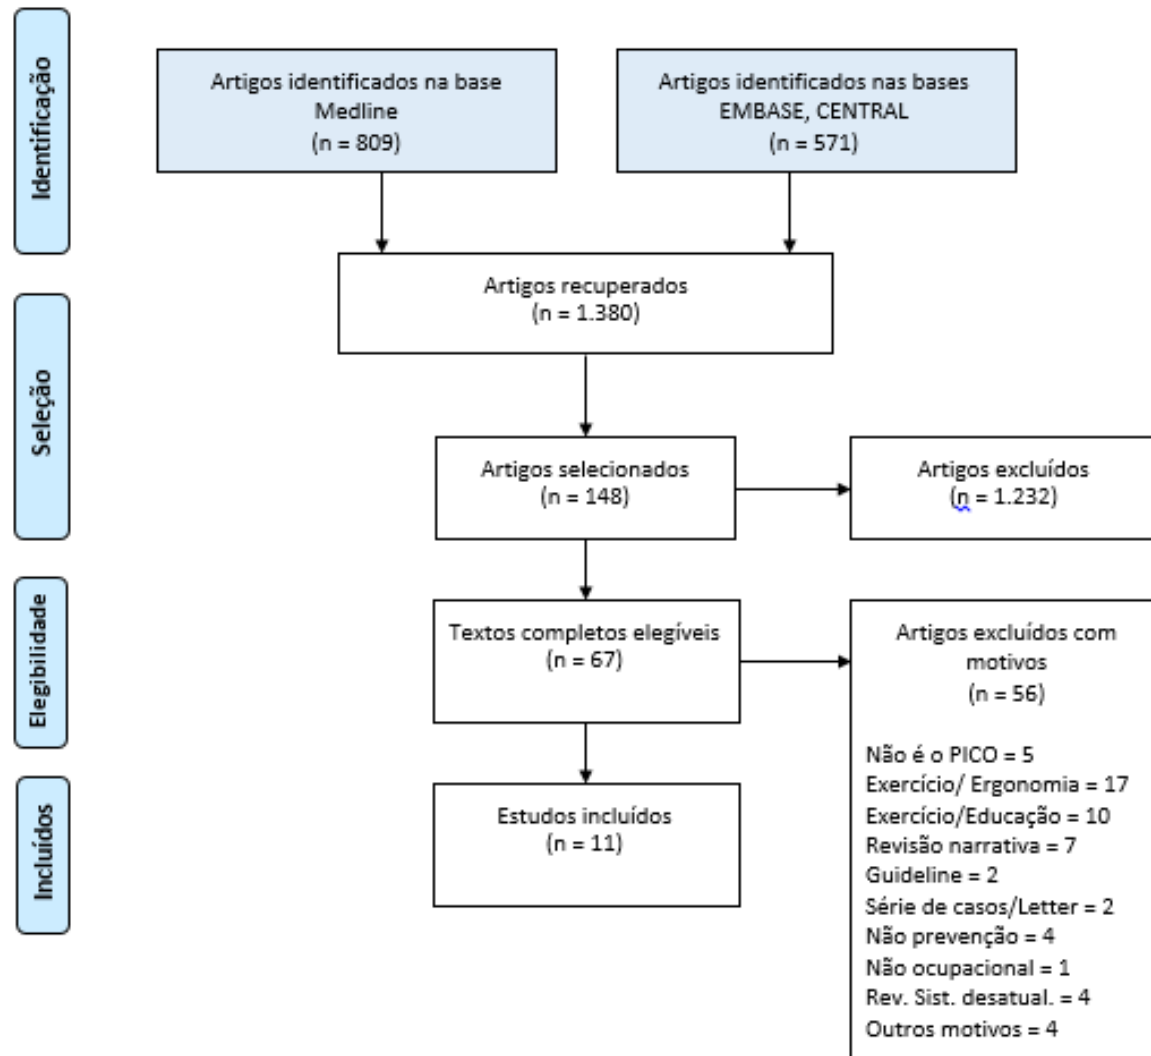 Identificação
Artigos identificados na base
Medline
(n = 809)
Artigos identificados nas bases
EMBASE, CENTRAL
(n = 571)
Artigos recuperados
(n = 1.380)
Seleção
Artigos selecionados
(n = 148)
Artigos excluídos
(n = 1.232)
Elegibilidade
Textos completos elegíveis
(n = 67)
Artigos excluídos com
motivos
(n = 56)
Não é o PICO = 5
Exercício/ Ergonomia = 17
Exercício/Educação = 10
Revisão narrativa = 7
Guideline = 2
Série de casos/Letter = 2
Não prevenção = 4
Não ocupacional = 1
Rev. Sist. desatual. = 4
Outros motivos = 4
Incluídos
Estudos incluídos
(n = 11)